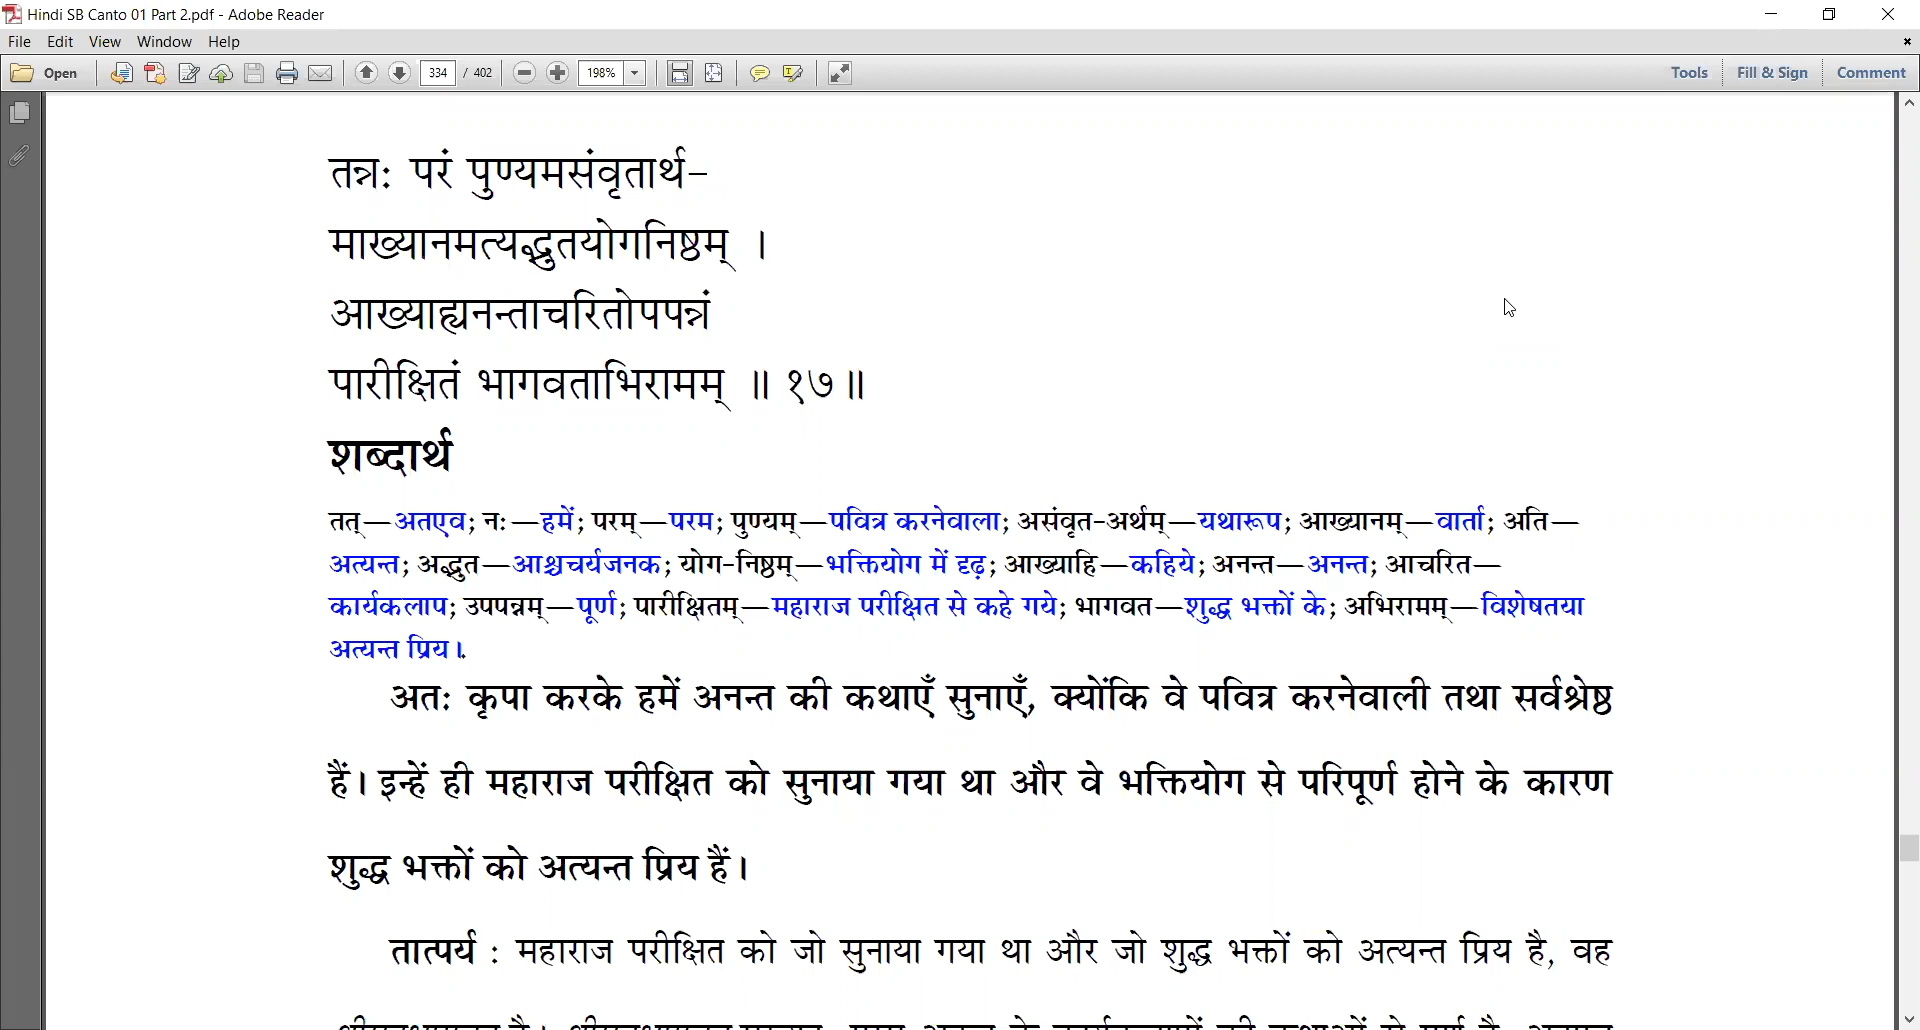 Hindi SB Canto 01 Part 2.pdf - Adobe Reader
File Edit View Window Help
Open 334 / 402 198% Tools Fill & Sign Comment
तन्नः परं पुण्यमसंवृतार्थ-
माख्यानमत्यद्भुतयोगनिष्ठम् ।
आख्याह्यनन्ताचरितोपपन्नं
पारीक्षितं भागवताभिरामम् ॥ १७॥
शब्दार्थ
तत्—अतएव; नः—हमें; परम्—परम; पुण्यम्—पवित्र करनेवाला; असंवृत-अर्थम्—यथारूप; आख्यानम्—वार्ता; अति—
अत्यन्त; अद्भुत—आश्चर्यजनक; योग-निष्ठम्—भक्तियोग में दृढ़; आख्याहि—कहिये; अनन्त—अनन्त; आचरित—
कार्यकलाप; उपपन्नम्—पूर्ण; पारीक्षितम्—महाराज परीक्षित से कहे गये; भागवत—शुद्ध भक्तों के; अभिरामम्—विशेषतया
अत्यन्त प्रिय।.
अतः कृपा करके हमें अनन्त की कथाएँ सुनाएँ, क्योंकि वे पवित्र करनेवाली तथा सर्वश्रेष्ठ
हैं। इन्हें ही महाराज परीक्षित को सुनाया गया था और वे भक्तियोग से परिपूर्ण होने के कारण
शुद्ध भक्तों को अत्यन्त प्रिय हैं।
तात्पर्य : महाराज परीक्षित को जो सुनाया गया था और जो शुद्ध भक्तों को अत्यन्त प्रिय है, वह